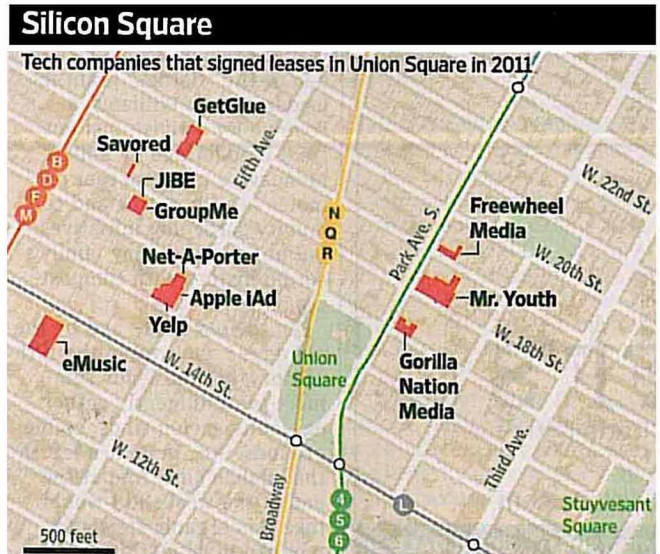 Silicon Square
Tech companies that signed leases in Union Square in 2011
GetGlue
Savored
Fifth Ave.
B
D
F
M
JIBE
GroupMe
W. 22nd St.
N
Q
R
Park Ave. S.
Freewheel
Media
W. 20th St.
Net-A-Porter
Apple iAd
Yelp
Mr. Youth
eMusic
W. 14th St.
Union
Square
W. 18th St.
Gorilla
Nation
Media
W. 12th St.
Broadway
Third Ave.
4
5
6
L
Stuyvesant
Square
500 feet